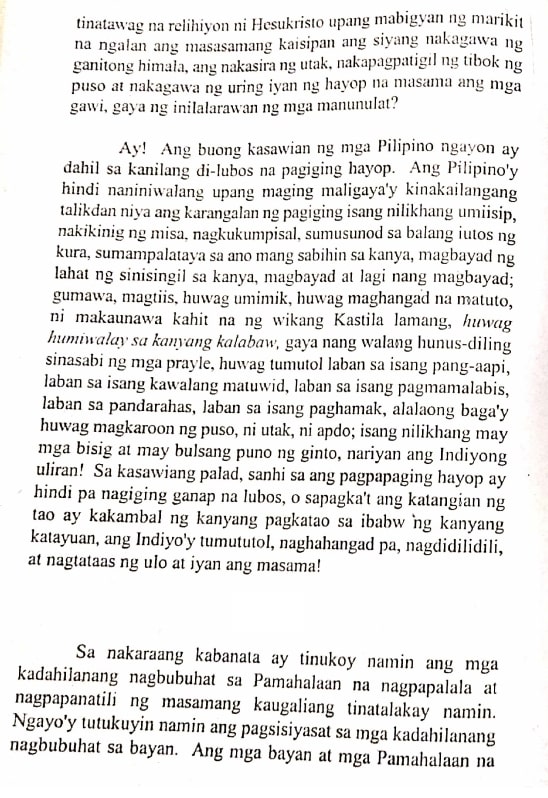 tinatawag na relihiyon ni Hesukristo upang mabigyan ng marikit
na ngalan ang masasamang kaisipan ang siyang nakagawa ng
ganitong himala, ang nakasira ng utak, nakapagpatigil ng tibok ng
puso at nakagawa ng uring iyan ng hayop na masama ang mga
gawi, gaya ng inilalarawan ng mga manunulat?
Ay! Ang buong kasawian ng mga Pilipino ngayon ay
dahil sa kanilang di-lubos na pagiging hayop. Ang Pilipino'y
hindi naniniwalang upang maging maligaya'y kinakailangang
talikdan niya ang karangalan ng pagiging isang nilikhang umiisip,
nakikinig ng misa, nagkukumpisal, sumusunod sa balang iutos ng
kura, sumampalataya sa ano mang sabihin sa kanya, magbayad ng
lahat ng sinisingil sa kanya, magbayad at lagi nang magbayad;
gumawa, magtiis, huwag umimik, huwag maghangad na matuto,
ni makaunawa kahit na ng wikang Kastila lamang, huwag
humiwalay sa kanyang kalabaw, gaya nang walang hunus-diling
sinasabi ng mga prayle, huwag tumutol laban sa isang pang-aapi,
laban sa isang kawalang matuwid, laban sa isang pagmamalabis,
laban sa pandarahas, laban sa isang paghamak, alalaong baga'y
huwag magkaroon ng puso, ni utak, ni apdo; isang nilikhang may
mga bisig at may bulsang puno ng ginto, nariyan ang Indiyong
uliran! Sa kasawiang palad, sanhi sa ang pagpapaging hayop ay
hindi pa nagiging ganap na lubos, o sapagka't ang katangian ng
tao ay kakambal ng kanyang pagkatao sa ibabw ng kanyang
katayuan, ang Indiyo'y tumututol, naghahangad pa, nagdidilidili,
at nagtataas ng ulo at iyan ang masama!
Sa nakaraang kabanata ay tinukoy namin ang mga
kadahilanang nagbubuhat sa Pamahalaan na nagpapalala at
nagpapanatili ng masamang kaugaliang tinatalakay namin.
Ngayo'y tutukuyin namin ang pagsisiyasat sa mga kadahilanang
nagbubuhat sa bayan. Ang mga bayan at mga Pamahalaan na